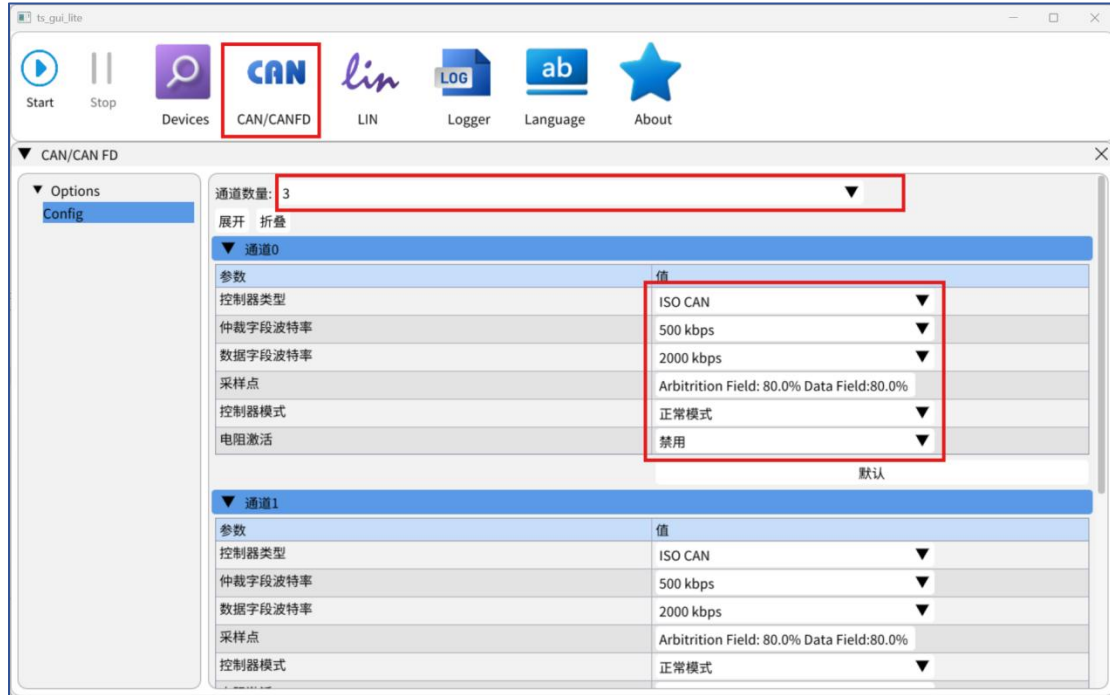 ts_gui_lite
CAN lin LOG ab
Start Stop Devices CAN/CANFD LIN Logger Language About
CAN/CAN FD
Options
Config
通道数量: 3
展开 折叠
通道0
参数 值
控制器类型 ISO CAN
仲裁字段波特率 500 kbps
数据字段波特率 2000 kbps
采样点 Arbitrition Field: 80.0% Data Field:80.0%
控制器模式 正常模式
电阻激活 禁用
默认
通道1
参数 值
控制器类型 ISO CAN
仲裁字段波特率 500 kbps
数据字段波特率 2000 kbps
采样点 Arbitrition Field: 80.0% Data Field:80.0%
控制器模式 正常模式